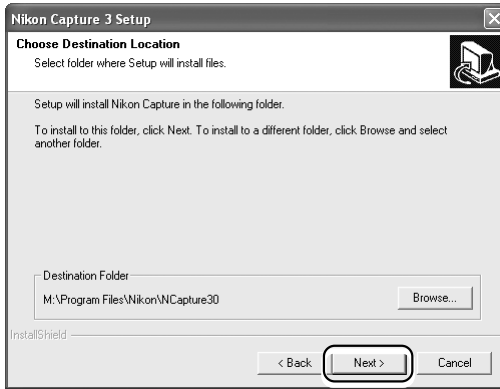 Nikon Capture 3 Setup
Choose Destination Location
Select folder where Setup will install files.
Setup will install Nikon Capture in the following folder.
To install to this folder, click Next. To install to a different folder, click Browse and select
another folder.
Destination Folder
M:\Program Files\Nikon\NCapture30
Browse...
InstallShield
< Back
Next >
Cancel